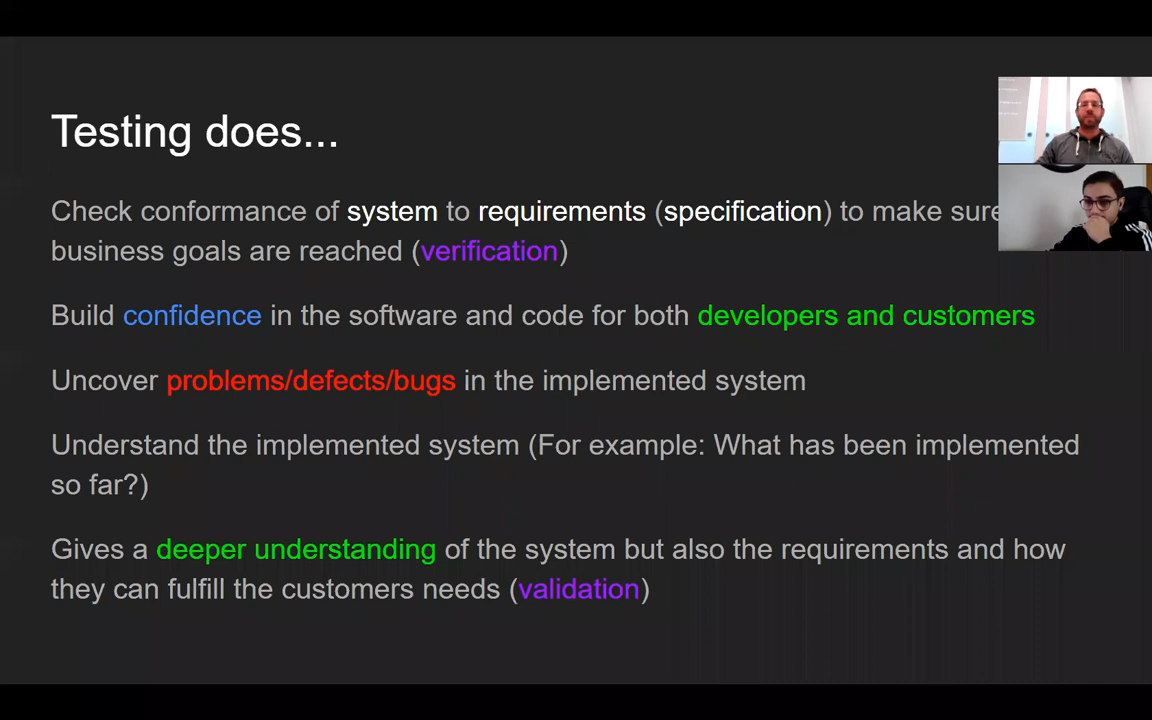 Testing does...
Check conformance of system to requirements (specification) to make sure
business goals are reached (verification)
Build confidence in the software and code for both developers and customers
Uncover problems/defects/bugs in the implemented system
Understand the implemented system (For example: What has been implemented
so far?)
Gives a deeper understanding of the system but also the requirements and how
they can fulfill the customers needs (validation)